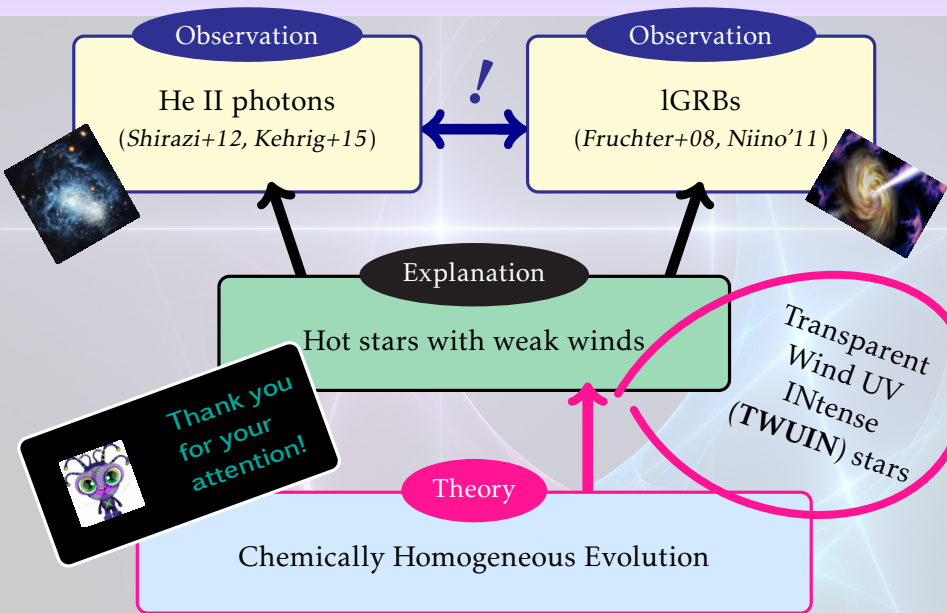 Observation
He II photons
(Shirazi+12, Kehrig+15)
!
Observation
lGRBs
(Fruchter+08, Niino'11)
Explanation
Hot stars with weak winds
Transparent
Wind UV
INtense
(TWUIN) stars
Thank you
for your
attention!
Theory
Chemically Homogeneous Evolution